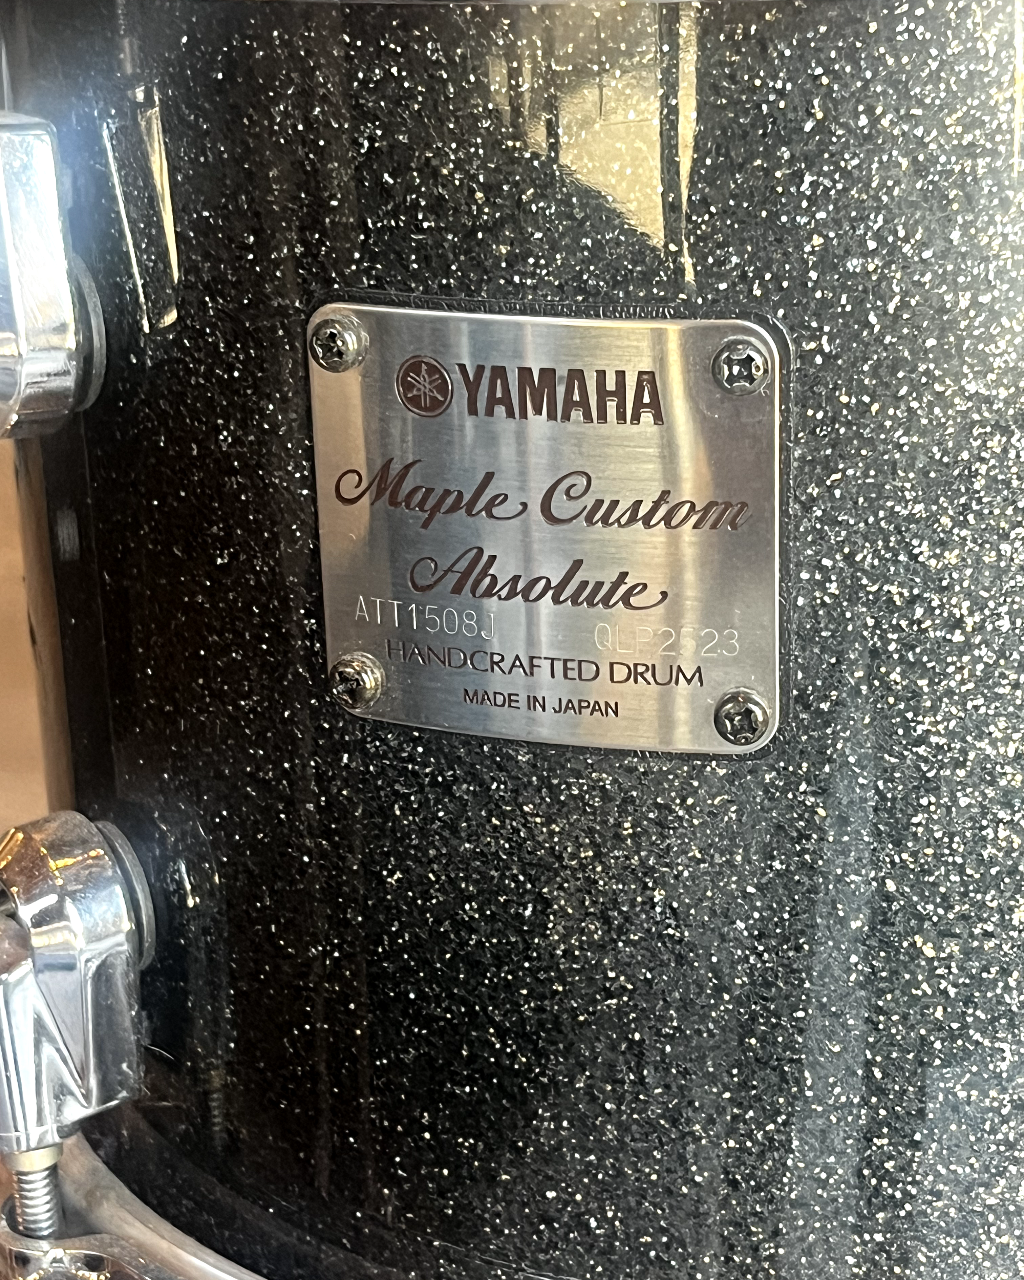 YAMAHA
Maple Custom
Absolute
ATT1508J QLP2523
HANDCRAFTED DRUM
MADE IN JAPAN